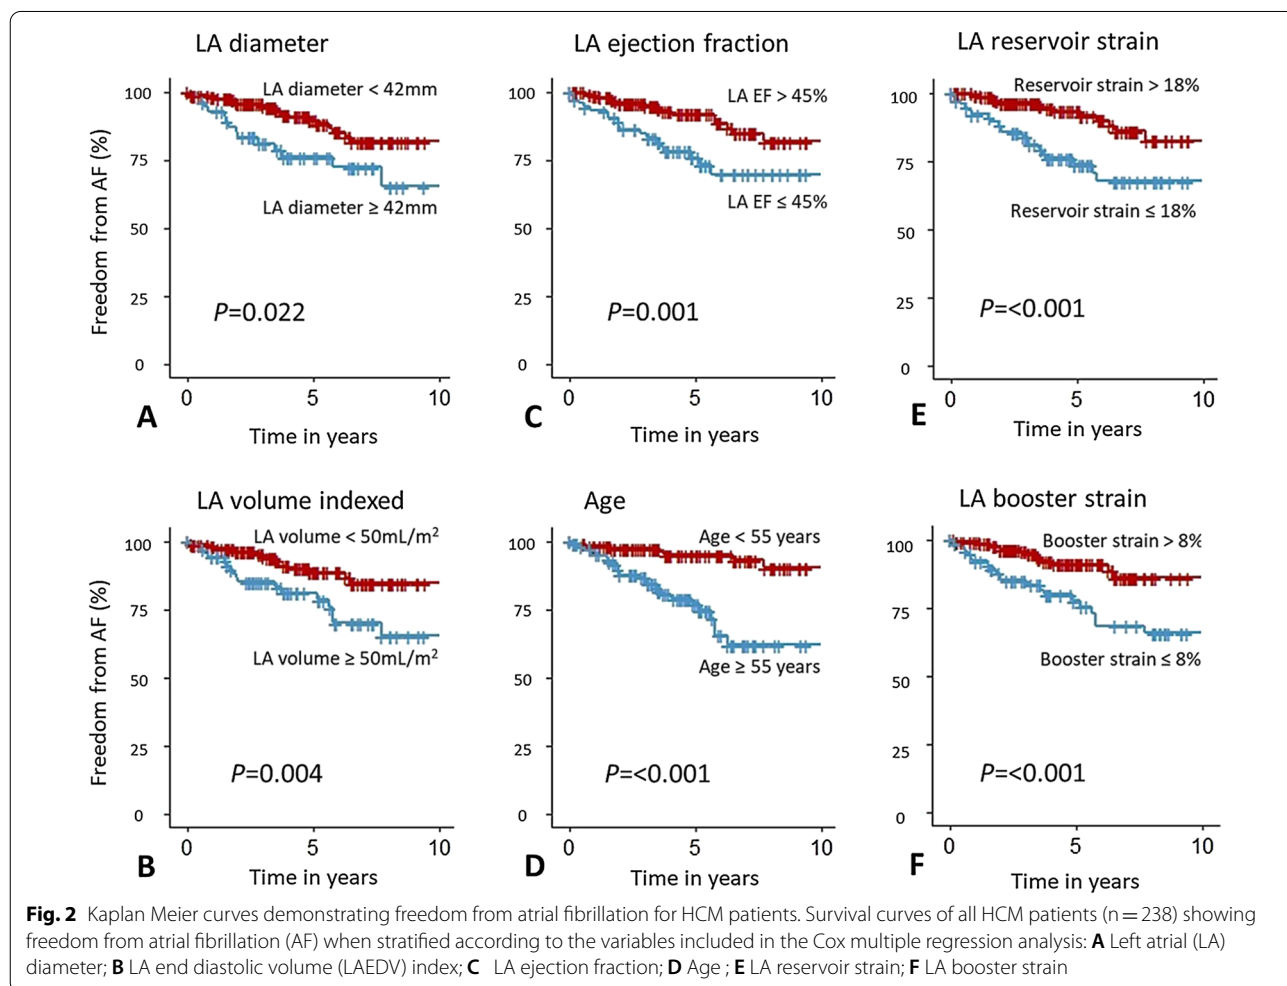 LA diameter
100
75
50
25
0
Freedom from AF (%)
LA diameter < 42mm
LA diameter ≥ 42mm
P=0.022
0 5 10
Time in years
A
LA volume indexed
100
75
50
25
0
Freedom from AF (%)
LA volume < 50mL/m²
LA volume ≥ 50mL/m²
P=0.004
0 5 10
Time in years
B
LA ejection fraction
100
75
50
25
0
LA EF > 45%
LA EF ≤ 45%
P=0.001
0 5 10
Time in years
C
Age
100
75
50
25
0
Age < 55 years
Age ≥ 55 years
P=<0.001
0 5 10
Time in years
D
LA reservoir strain
100
75
50
25
0
Reservoir strain > 18%
Reservoir strain ≤ 18%
P=<0.001
0 5 10
Time in years
E
LA booster strain
100
75
50
25
0
Booster strain > 8%
Booster strain ≤ 8%
P=<0.001
0 5 10
Time in years
F
Fig. 2 Kaplan Meier curves demonstrating freedom from atrial fibrillation for HCM patients. Survival curves of all HCM patients (n = 238) showing
freedom from atrial fibrillation (AF) when stratified according to the variables included in the Cox multiple regression analysis: A Left atrial (LA)
diameter; B LA end diastolic volume (LAEDV) index; C LA ejection fraction; D Age ; E LA reservoir strain; F LA booster strain